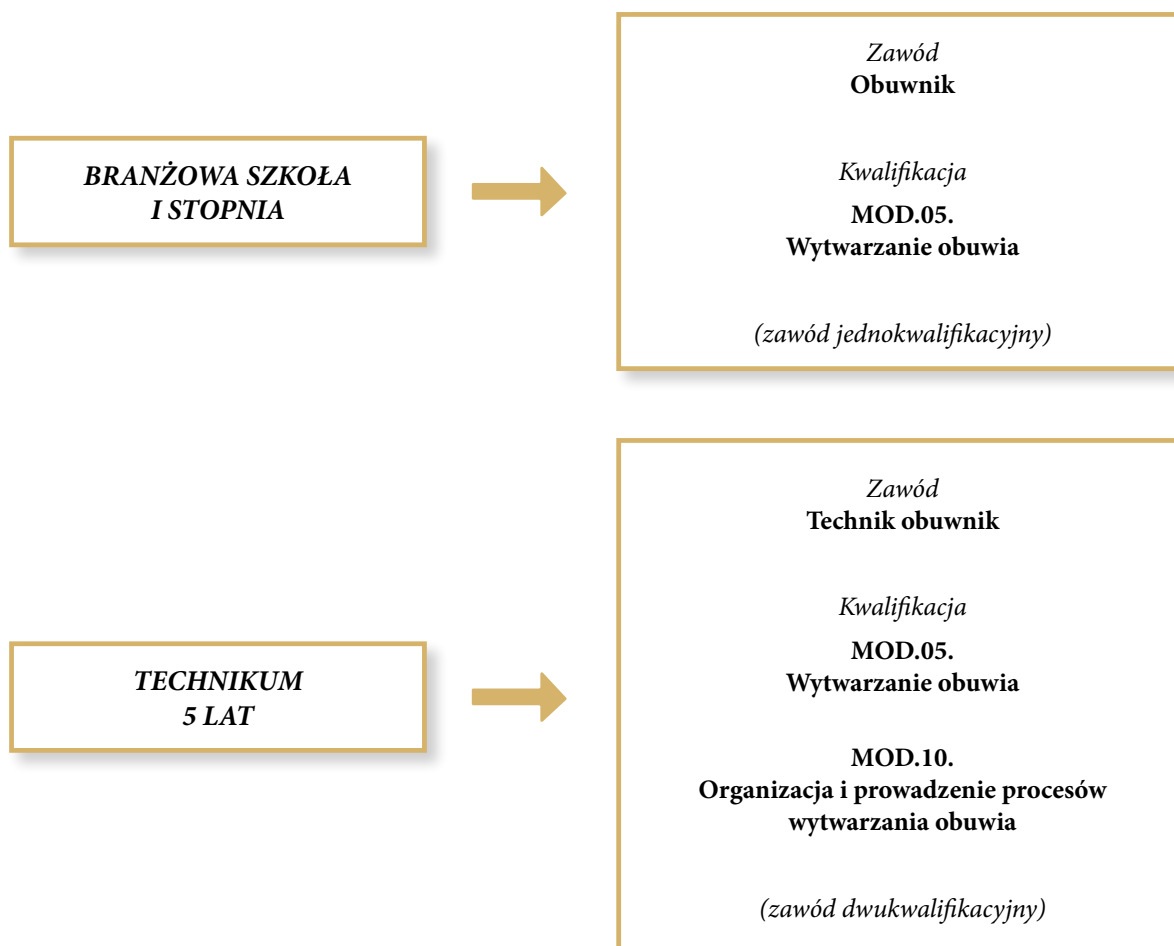 BRANŻOWA SZKOŁA
I STOPNIA
Zawód
Obuwnik
Kwalifikacja
MOD.05.
Wytwarzanie obuwia
(zawód jednokwalifikacyjny)
TECHNIKUM
5 LAT
Zawód
Technik obuwnik
Kwalifikacja
MOD.05.
Wytwarzanie obuwia
MOD.10.
Organizacja i prowadzenie procesów
wytwarzania obuwia
(zawód dwukwalifikacyjny)